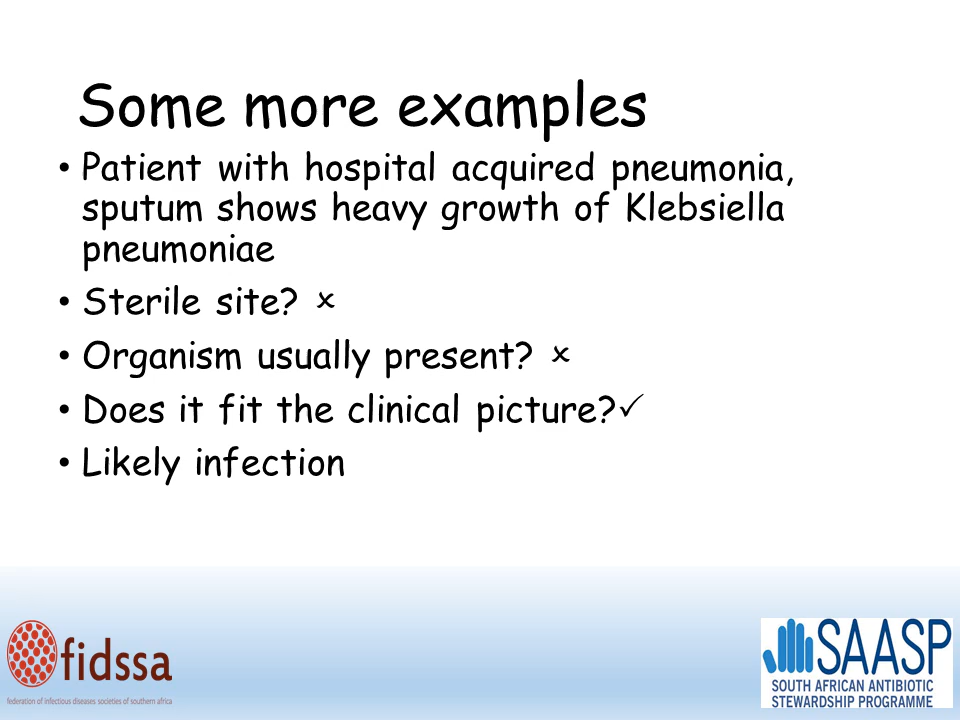 Some more examples
• Patient with hospital acquired pneumonia,
sputum shows heavy growth of Klebsiella
pneumoniae
• Sterile site? ×
• Organism usually present? ×
• Does it fit the clinical picture?✓
• Likely infection
fidssa
federation of infectious diseases societies of southern africa
SAASP
SOUTH AFRICAN ANTIBIOTIC
STEWARDSHIP PROGRAMME